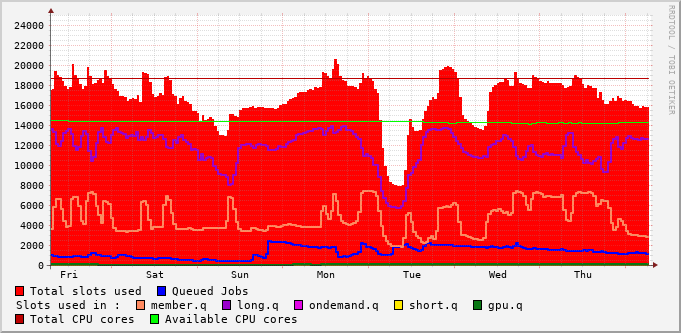 24000
22000
20000
18000
16000
14000
12000
10000
8000
6000
4000
2000
0
Fri Sat Sun Mon Tue Wed Thu
RRDTOOL / TOBI OETIKER
Total slots used Queued Jobs
Slots used in : member.q long.q ondemand.q short.q gpu.q
Total CPU cores Available CPU cores